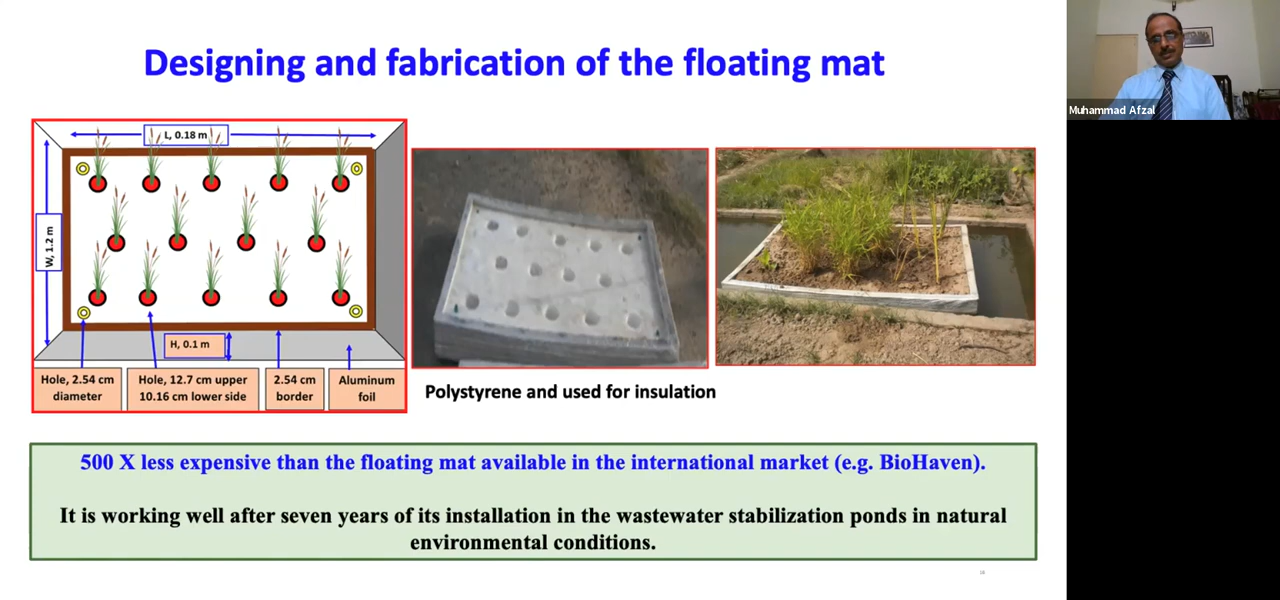 Designing and fabrication of the floating mat
Muhammad Afzal
L, 0.18 m
W, 1.2 m
H, 0.1 m
Hole, 2.54 cm
diameter
Hole, 12.7 cm upper
10.16 cm lower side
2.54 cm
border
Aluminum
foil
Polystyrene and used for insulation
500 X less expensive than the floating mat available in the international market (e.g. BioHaven).
It is working well after seven years of its installation in the wastewater stabilization ponds in natural
environmental conditions.
18